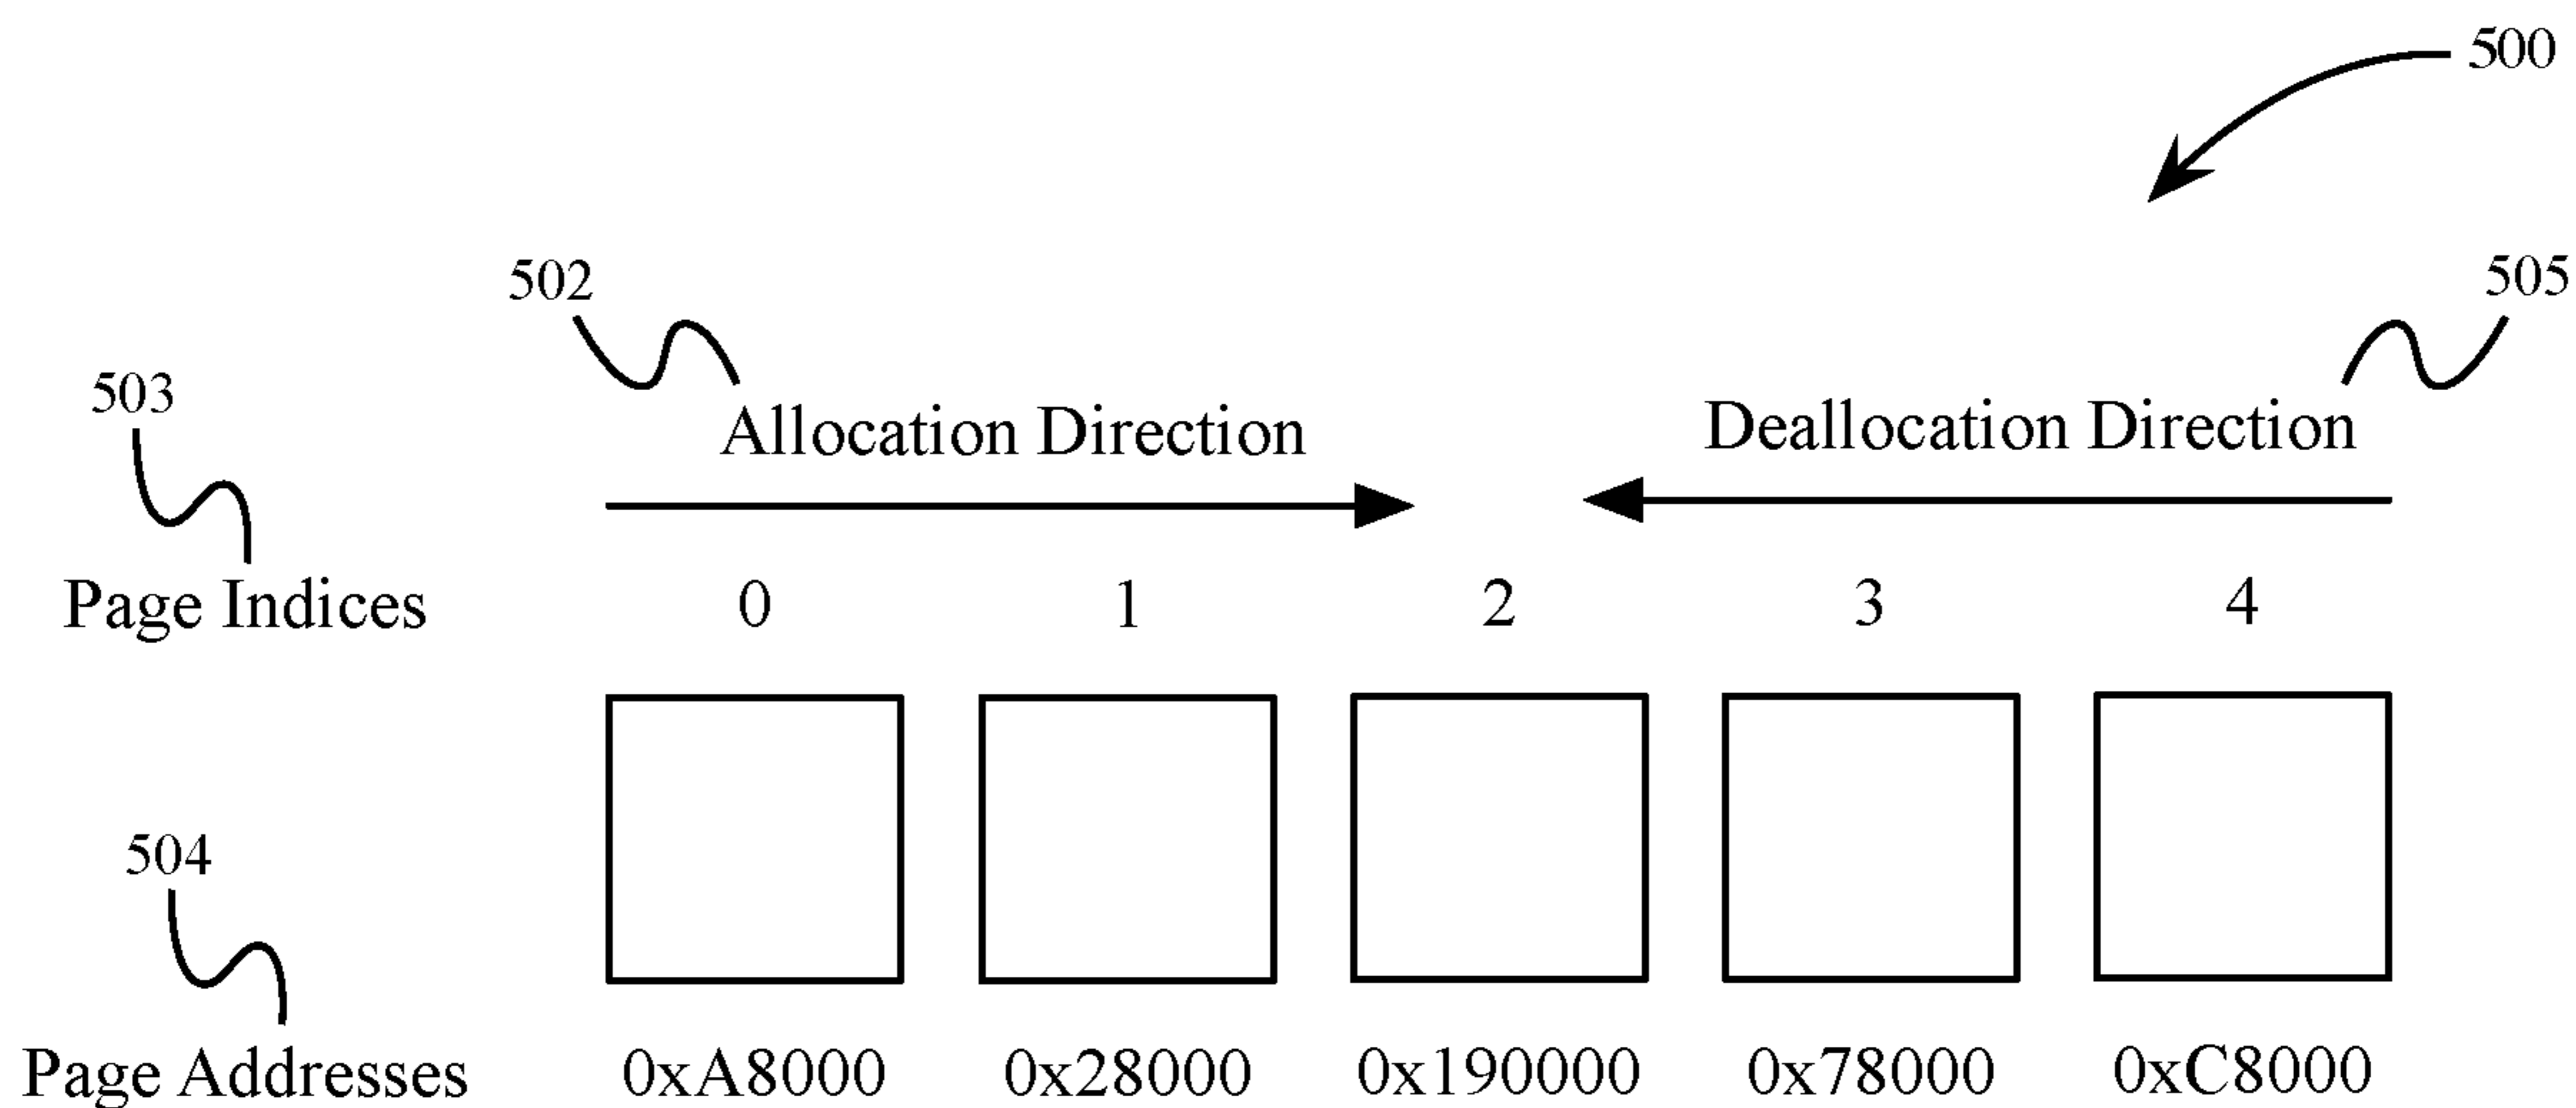 500
502
505
503
Allocation Direction
Deallocation Direction
Page Indices 0 1 2 3 4
504
Page Addresses 0xA8000 0x28000 0x190000 0x78000 0xC8000